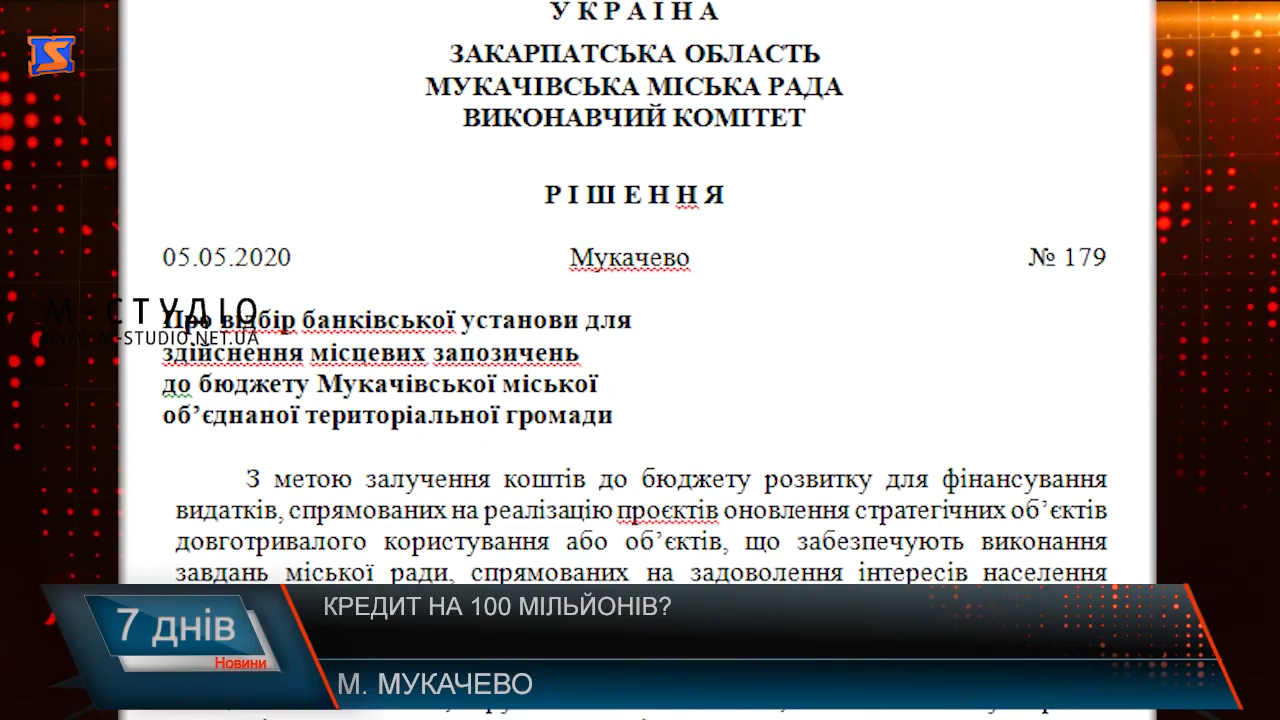 У К Р А Ї Н А
ЗАКАРПАТСЬКА ОБЛАСТЬ
МУКАЧІВСЬКА МІСЬКА РАДА
ВИКОНАВЧИЙ КОМІТЕТ
Р І Ш Е Н Н Я
05.05.2020 Мукачево № 179
М-СТУДІО
WWW.M-STUDIO.NET.UA
Про відбір банківської установи для
здійснення місцевих запозичень
до бюджету Мукачівської міської
об’єднаної територіальної громади
З метою залучення коштів до бюджету розвитку для фінансування
видатків, спрямованих на реалізацію проєктів оновлення стратегічних об’єктів
довготривалого користування або об’єктів, що забезпечують виконання
завдань міської ради, спрямованих на задоволення інтересів населення
КРЕДИТ НА 100 МІЛЬЙОНІВ?
7 днів
Новини
М. МУКАЧЕВО